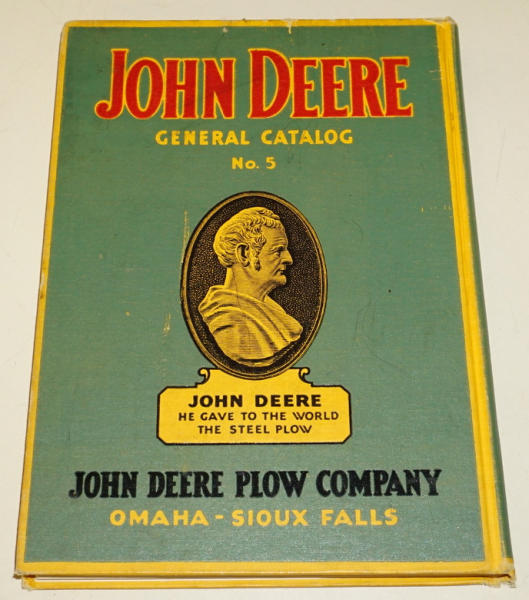 JOHN DEERE
GENERAL CATALOG
No. 5
JOHN DEERE
HE GAVE TO THE WORLD
THE STEEL PLOW
JOHN DEERE PLOW COMPANY
OMAHA - SIOUX FALLS